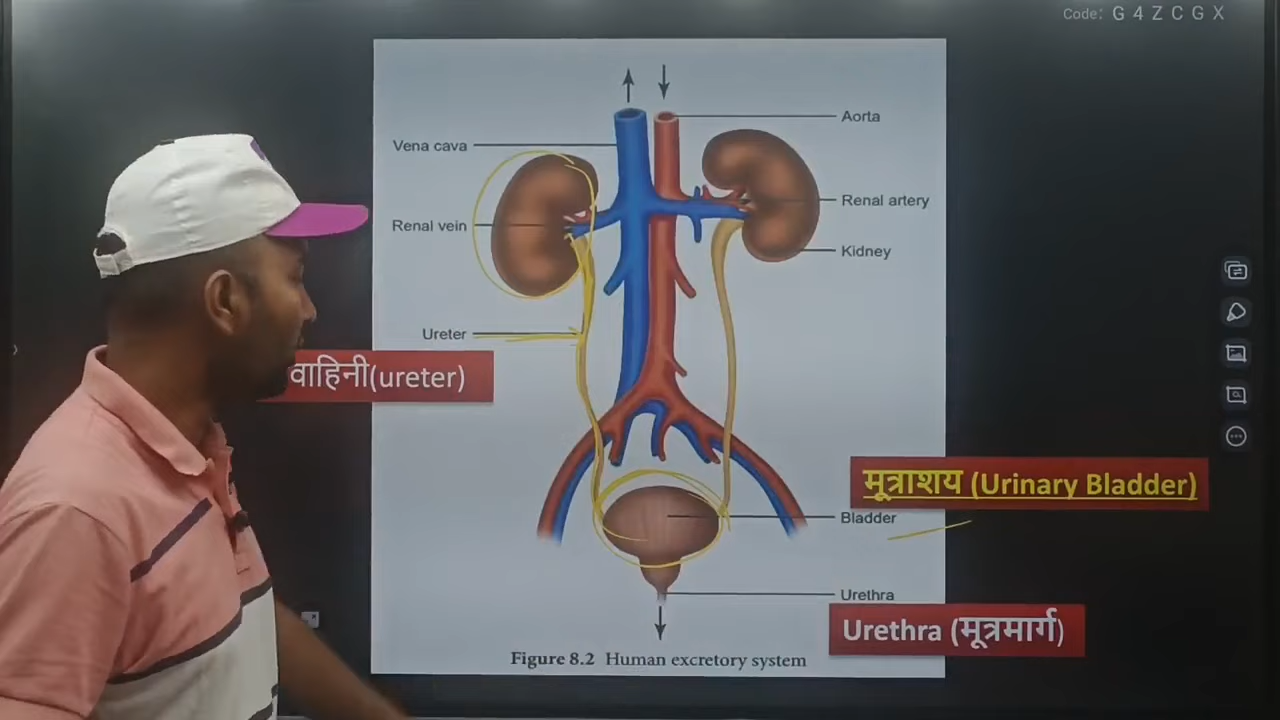 Code: G 4 Z C G X
Aorta
Vena cava
Renal artery
Renal vein
Kidney
Ureter
वाहिनी(ureter)
मूत्राशय (Urinary Bladder)
Bladder
Urethra
Urethra (मूत्रमार्ग)
Figure 8.2 Human excretory system